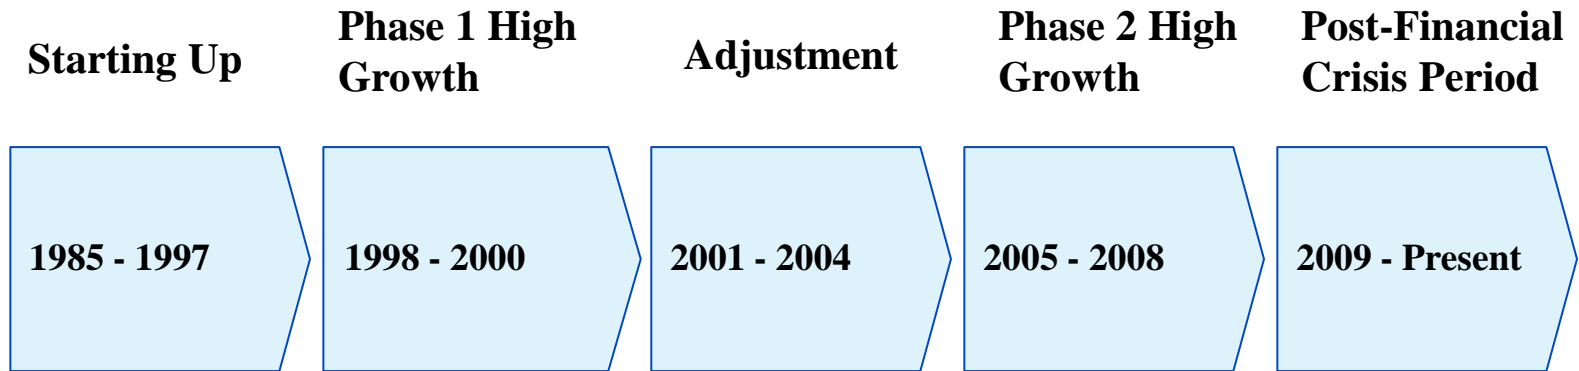 Starting Up
Phase 1 High
Growth
Adjustment
Phase 2 High
Growth
Post-Financial
Crisis Period
1985 - 1997
1998 - 2000
2001 - 2004
2005 - 2008
2009 - Present